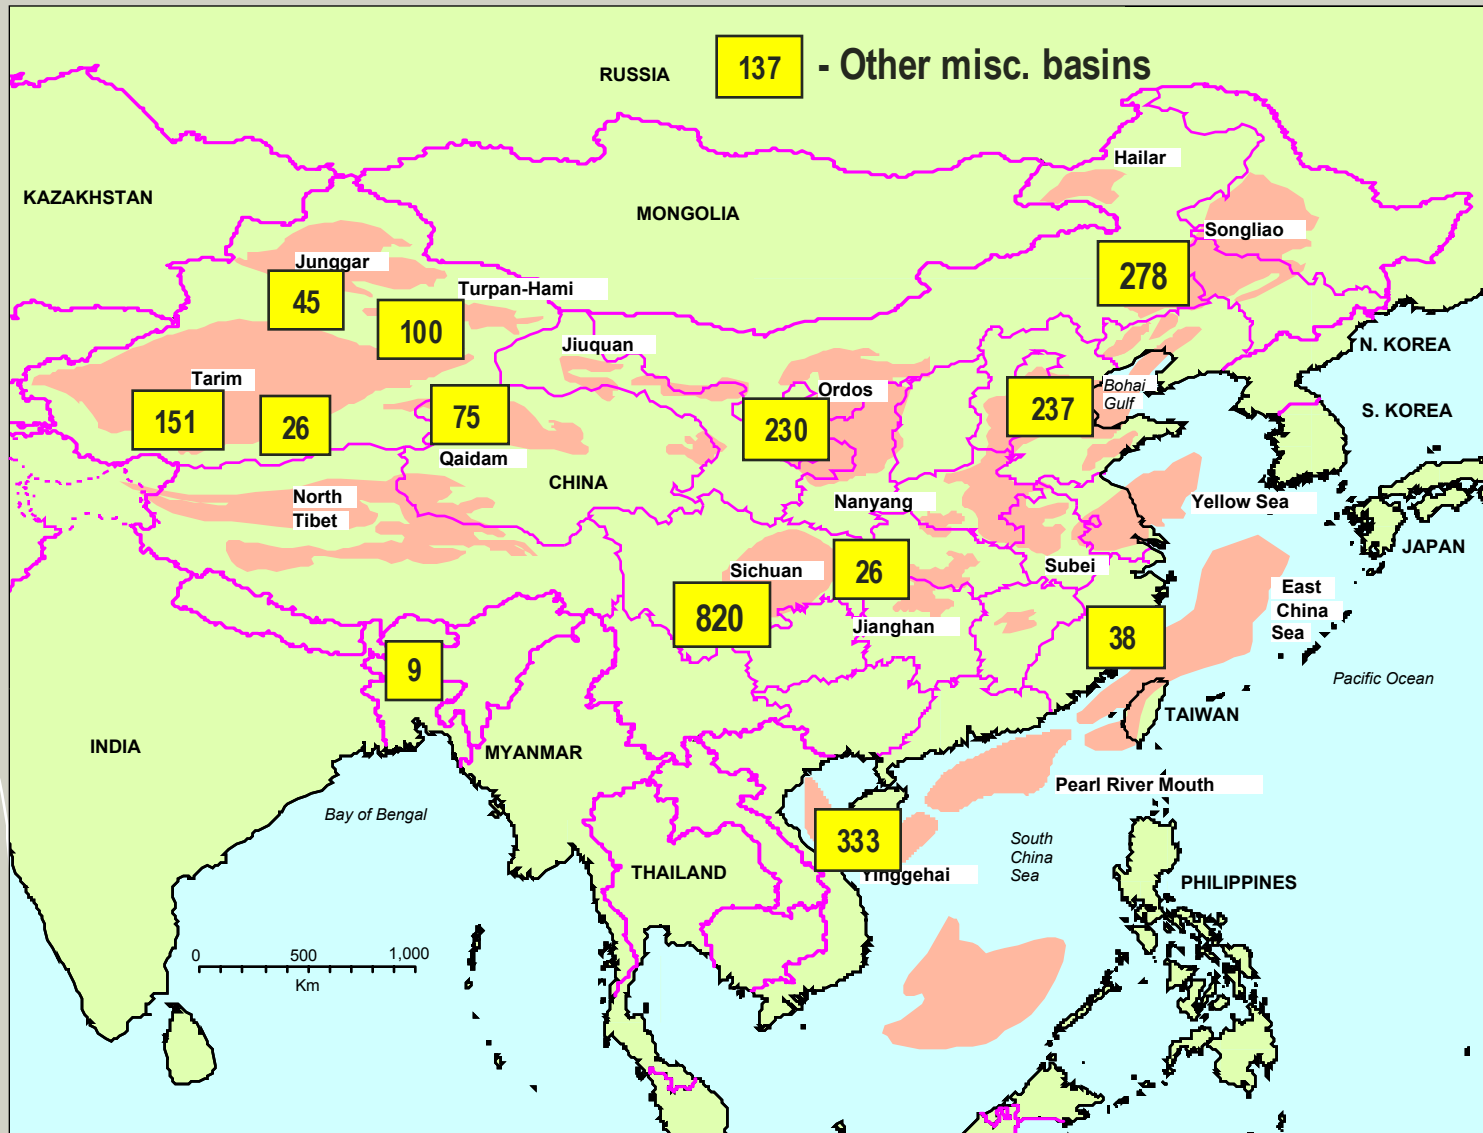 RUSSIA
137 - Other misc. basins
Hailar
KAZAKHSTAN
MONGOLIA
Songliao
Junggar
278
45
Turpan-Hami
100
Jiuquan
N. KOREA
Tarim
Ordos
Bohai
Gulf
151
26
75
230
237
S. KOREA
Qaidam
CHINA
North
Tibet
Nanyang
Yellow Sea
JAPAN
Sichuan
26
Subei
East
China
Sea
820
Jianghan
38
9
Pacific Ocean
TAIWAN
INDIA
MYANMAR
Pearl River Mouth
Bay of Bengal
333
South
China
Sea
Yinggehai
THAILAND
PHILIPPINES
0 500 1,000
Km